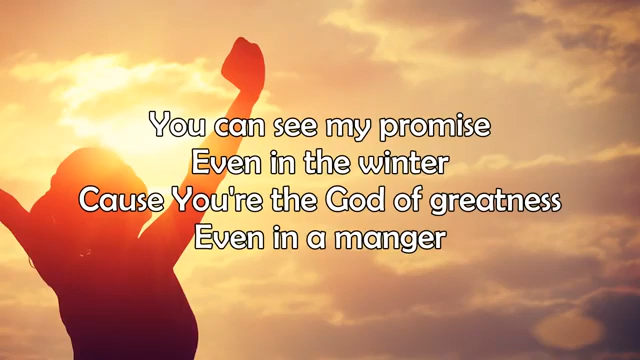 You can see my promise
Even in the winter
Cause You're the God of greatness
Even in a manger